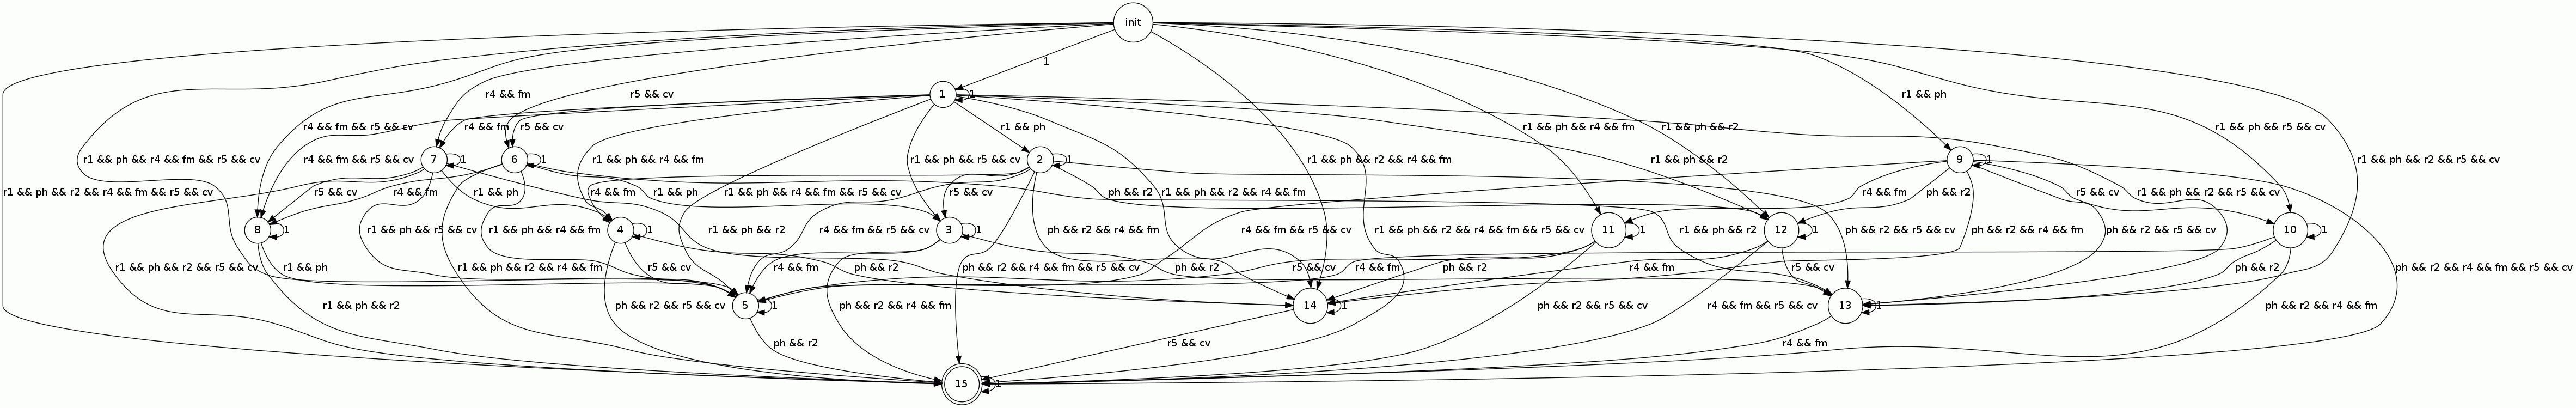 init
1
r4 && fm
r5 && cv
r1 && ph
1
1
r4 && fm && r5 && cv
r4 && fm
r5 && cv
r1 && ph
r1 && ph && r4 && fm
r1 && ph && r2
r1 && ph && r5 && cv
r1 && ph && r4 && fm && r5 && cv
r4 && fm && r5 && cv
7
1
6
1
r1 && ph && r4 && fm
r1 && ph && r5 && cv
2
1
r1 && ph && r2 && r4 && fm
r1 && ph && r2
9
1
r1 && ph && r2 && r5 && cv
r1 && ph && r2 && r4 && fm && r5 && cv
r5 && cv
r4 && fm
r1 && ph
r4 && fm
r1 && ph
r1 && ph && r4 && fm && r5 && cv
r5 && cv
ph && r2
r1 && ph && r2 && r4 && fm
r4 && fm
ph && r2
r5 && cv
r1 && ph && r2 && r5 && cv
8
1
r1 && ph && r5 && cv
r1 && ph && r4 && fm
4
1
r1 && ph && r2
r4 && fm && r5 && cv
3
1
ph && r2 && r4 && fm
r4 && fm && r5 && cv
r1 && ph && r2 && r4 && fm && r5 && cv
11
1
r1 && ph && r2
12
1
ph && r2 && r5 && cv
ph && r2 && r4 && fm
ph && r2 && r5 && cv
10
1
r1 && ph && r2 && r5 && cv
r1 && ph
r1 && ph && r2 && r4 && fm
r5 && cv
r4 && fm
ph && r2 && r4 && fm && r5 && cv
ph && r2
r5 && cv
r4 && fm
ph && r2
r4 && fm
r5 && cv
ph && r2
ph && r2
ph && r2 && r4 && fm && r5 && cv
r1 && ph && r2
ph && r2 && r5 && cv
5
1
ph && r2 && r4 && fm
14
1
ph && r2 && r5 && cv
r4 && fm && r5 && cv
13
1
ph && r2 && r4 && fm
ph && r2
r5 && cv
r4 && fm
15
1